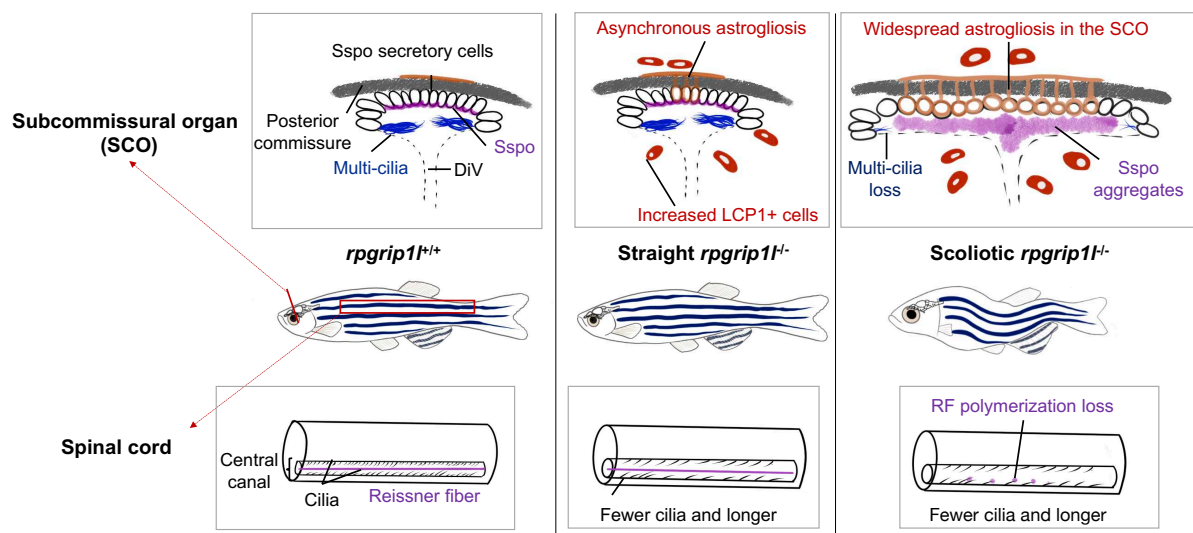 Sspo secretory cells
Posterior
commissure
Sspo
Multi-cilia
DiV
Asynchronous astrogliosis
Increased LCP1+ cells
Widespread astrogliosis in the SCO
Multi-cilia
loss
Sspo
aggregates
Subcommissural organ
(SCO)
rpgrip1l+/+
Straight rpgrip1l-/-
Scoliotic rpgrip1l-/-
Spinal cord
Central
canal
Cilia
Reissner fiber
Fewer cilia and longer
RF polymerization loss
Fewer cilia and longer